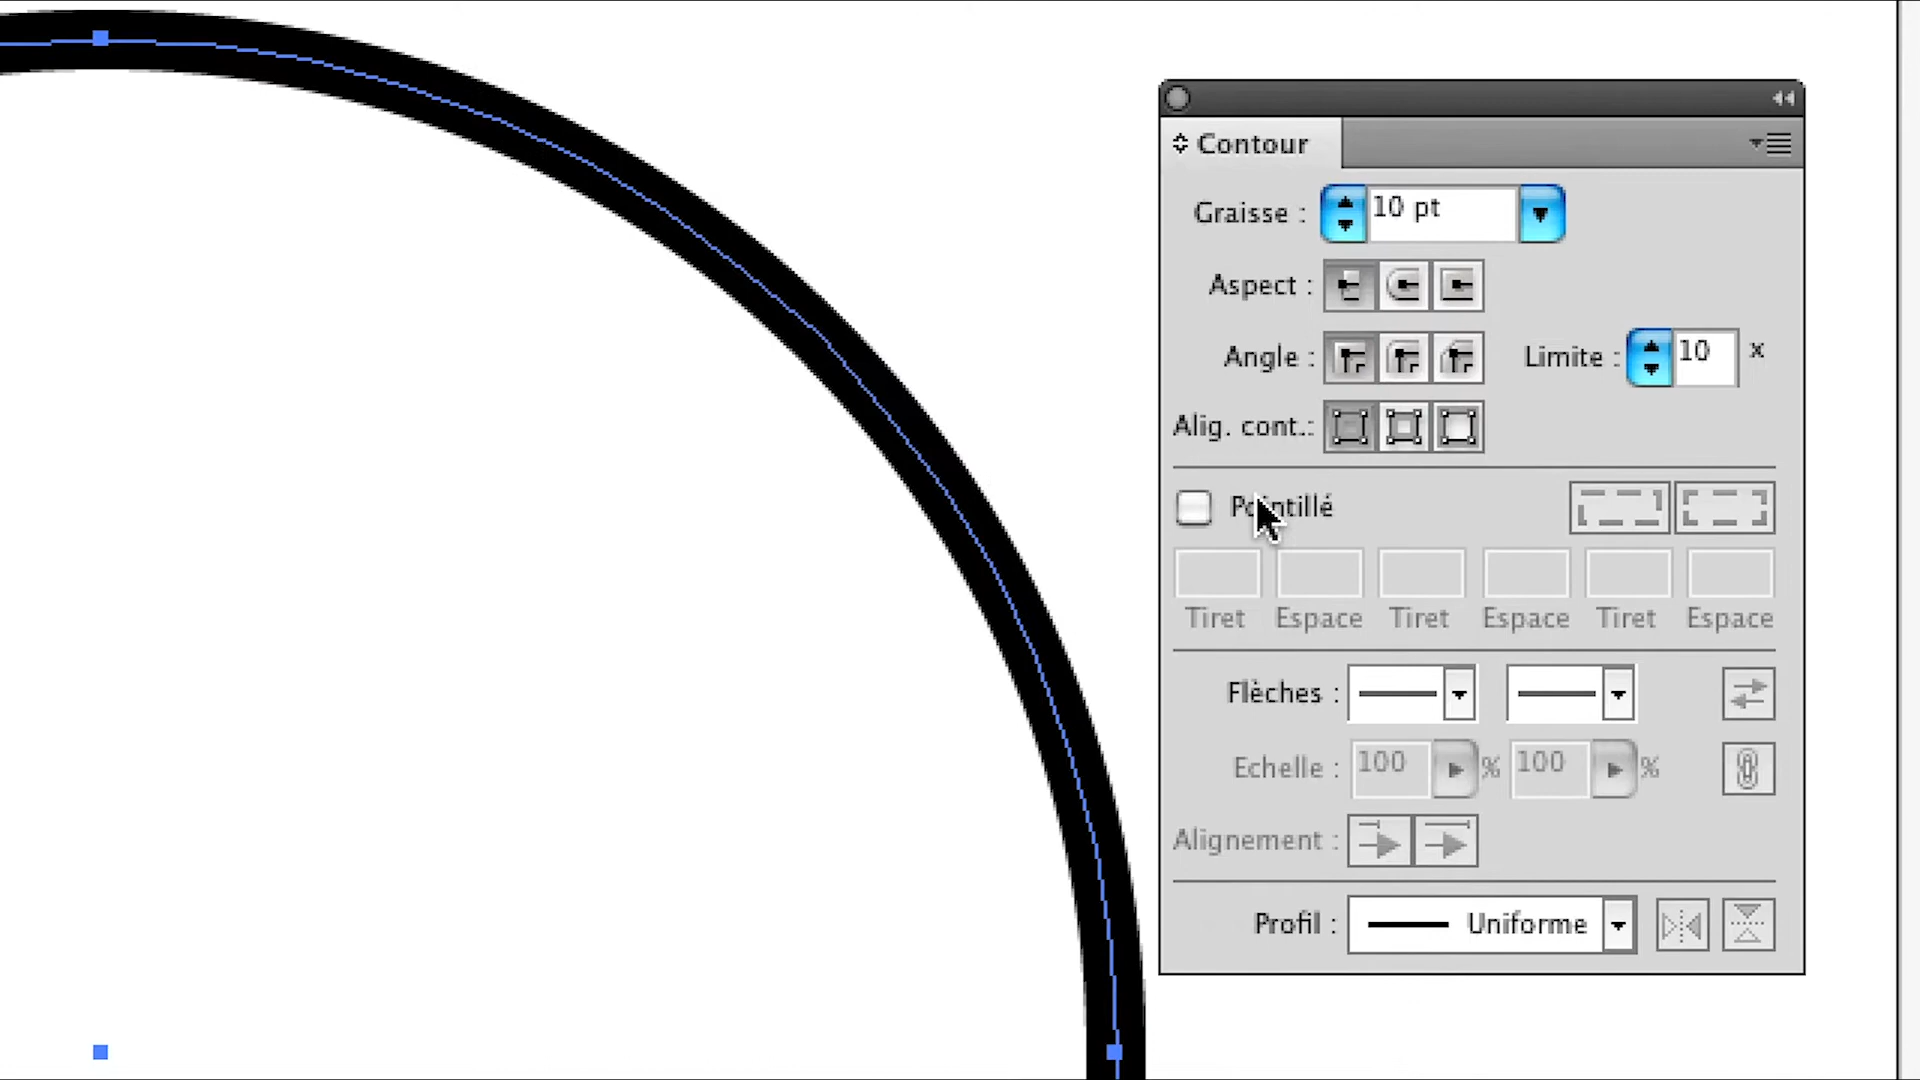 Contour
Graisse : 10 pt
Aspect :
Angle : Limite : 10 x
Alig. cont.:
Pointillé
Tiret Espace Tiret Espace Tiret Espace
Flèches :
Echelle : 100 % 100 %
Alignement :
Profil : Uniforme